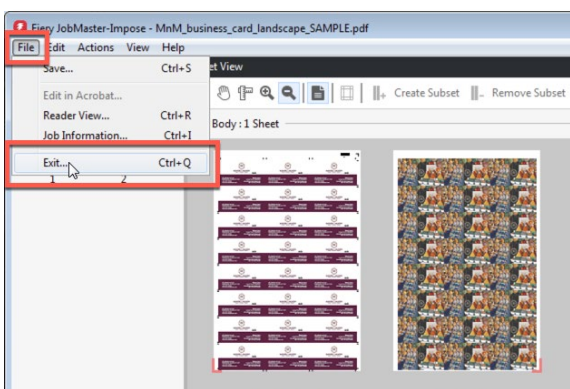 Fiery JobMaster-Impose - MnM_business_card_landscape_SAMPLE.pdf
File Edit Actions View Help
Save... Ctrl+S
Edit in Acrobat...
Reader View... Ctrl+R
Job Information... Ctrl+I
Exit... Ctrl+Q
et View
Create Subset Remove Subset
Body : 1 Sheet
1 2